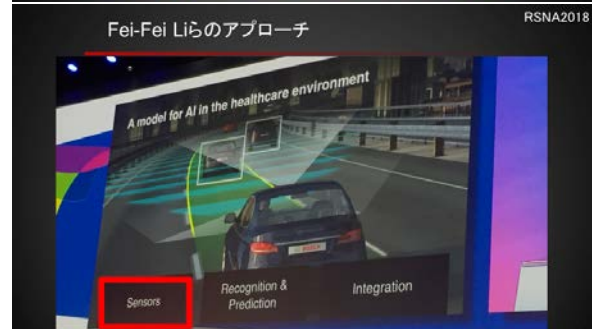 Fei-Fei Liらのアプローチ
RSNA2018
A model for AI in the healthcare environment
BOSCH
Sensors
Recognition &
Prediction
Integration